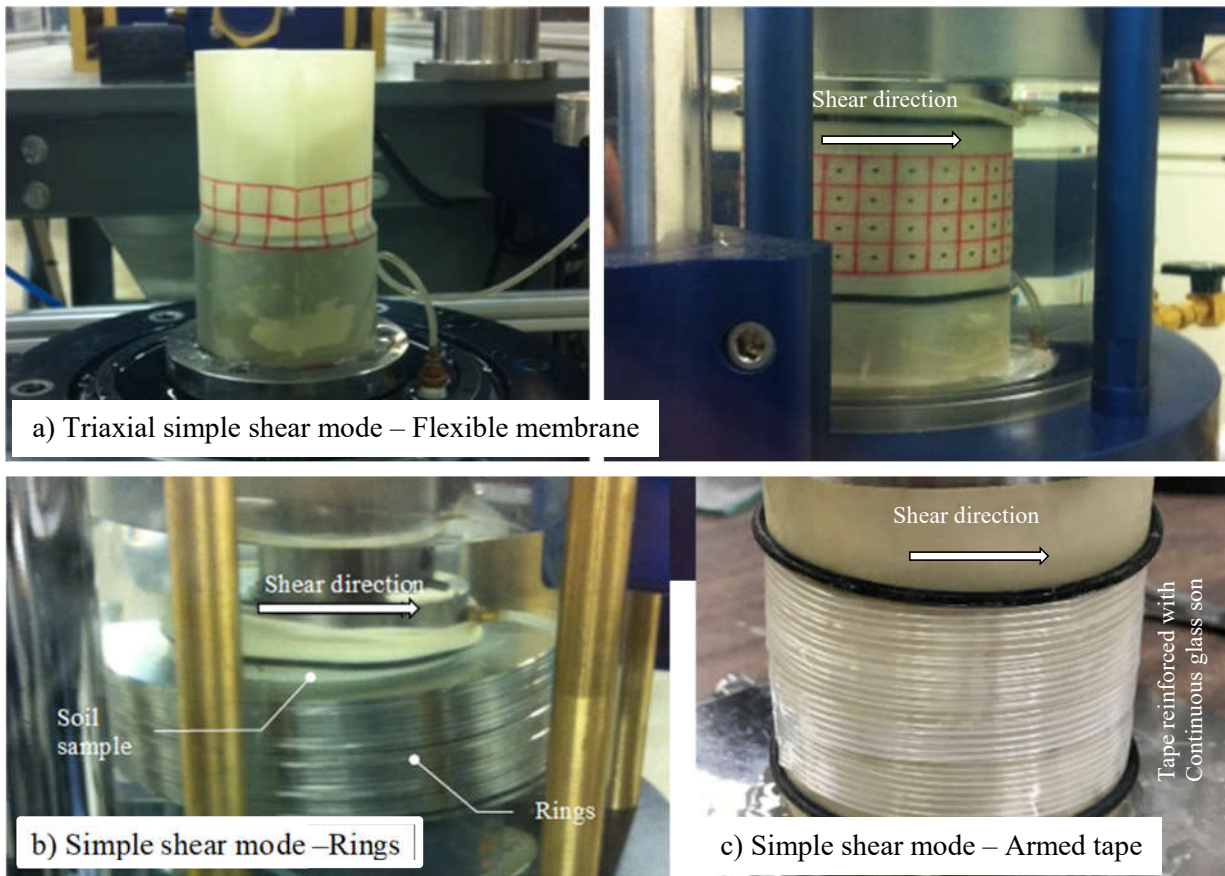 Shear direction
a) Triaxial simple shear mode – Flexible membrane
Shear direction
Soil
sample
Rings
b) Simple shear mode –Rings
Shear direction
Tape reinforced with
Continuous glass son
c) Simple shear mode – Armed tape